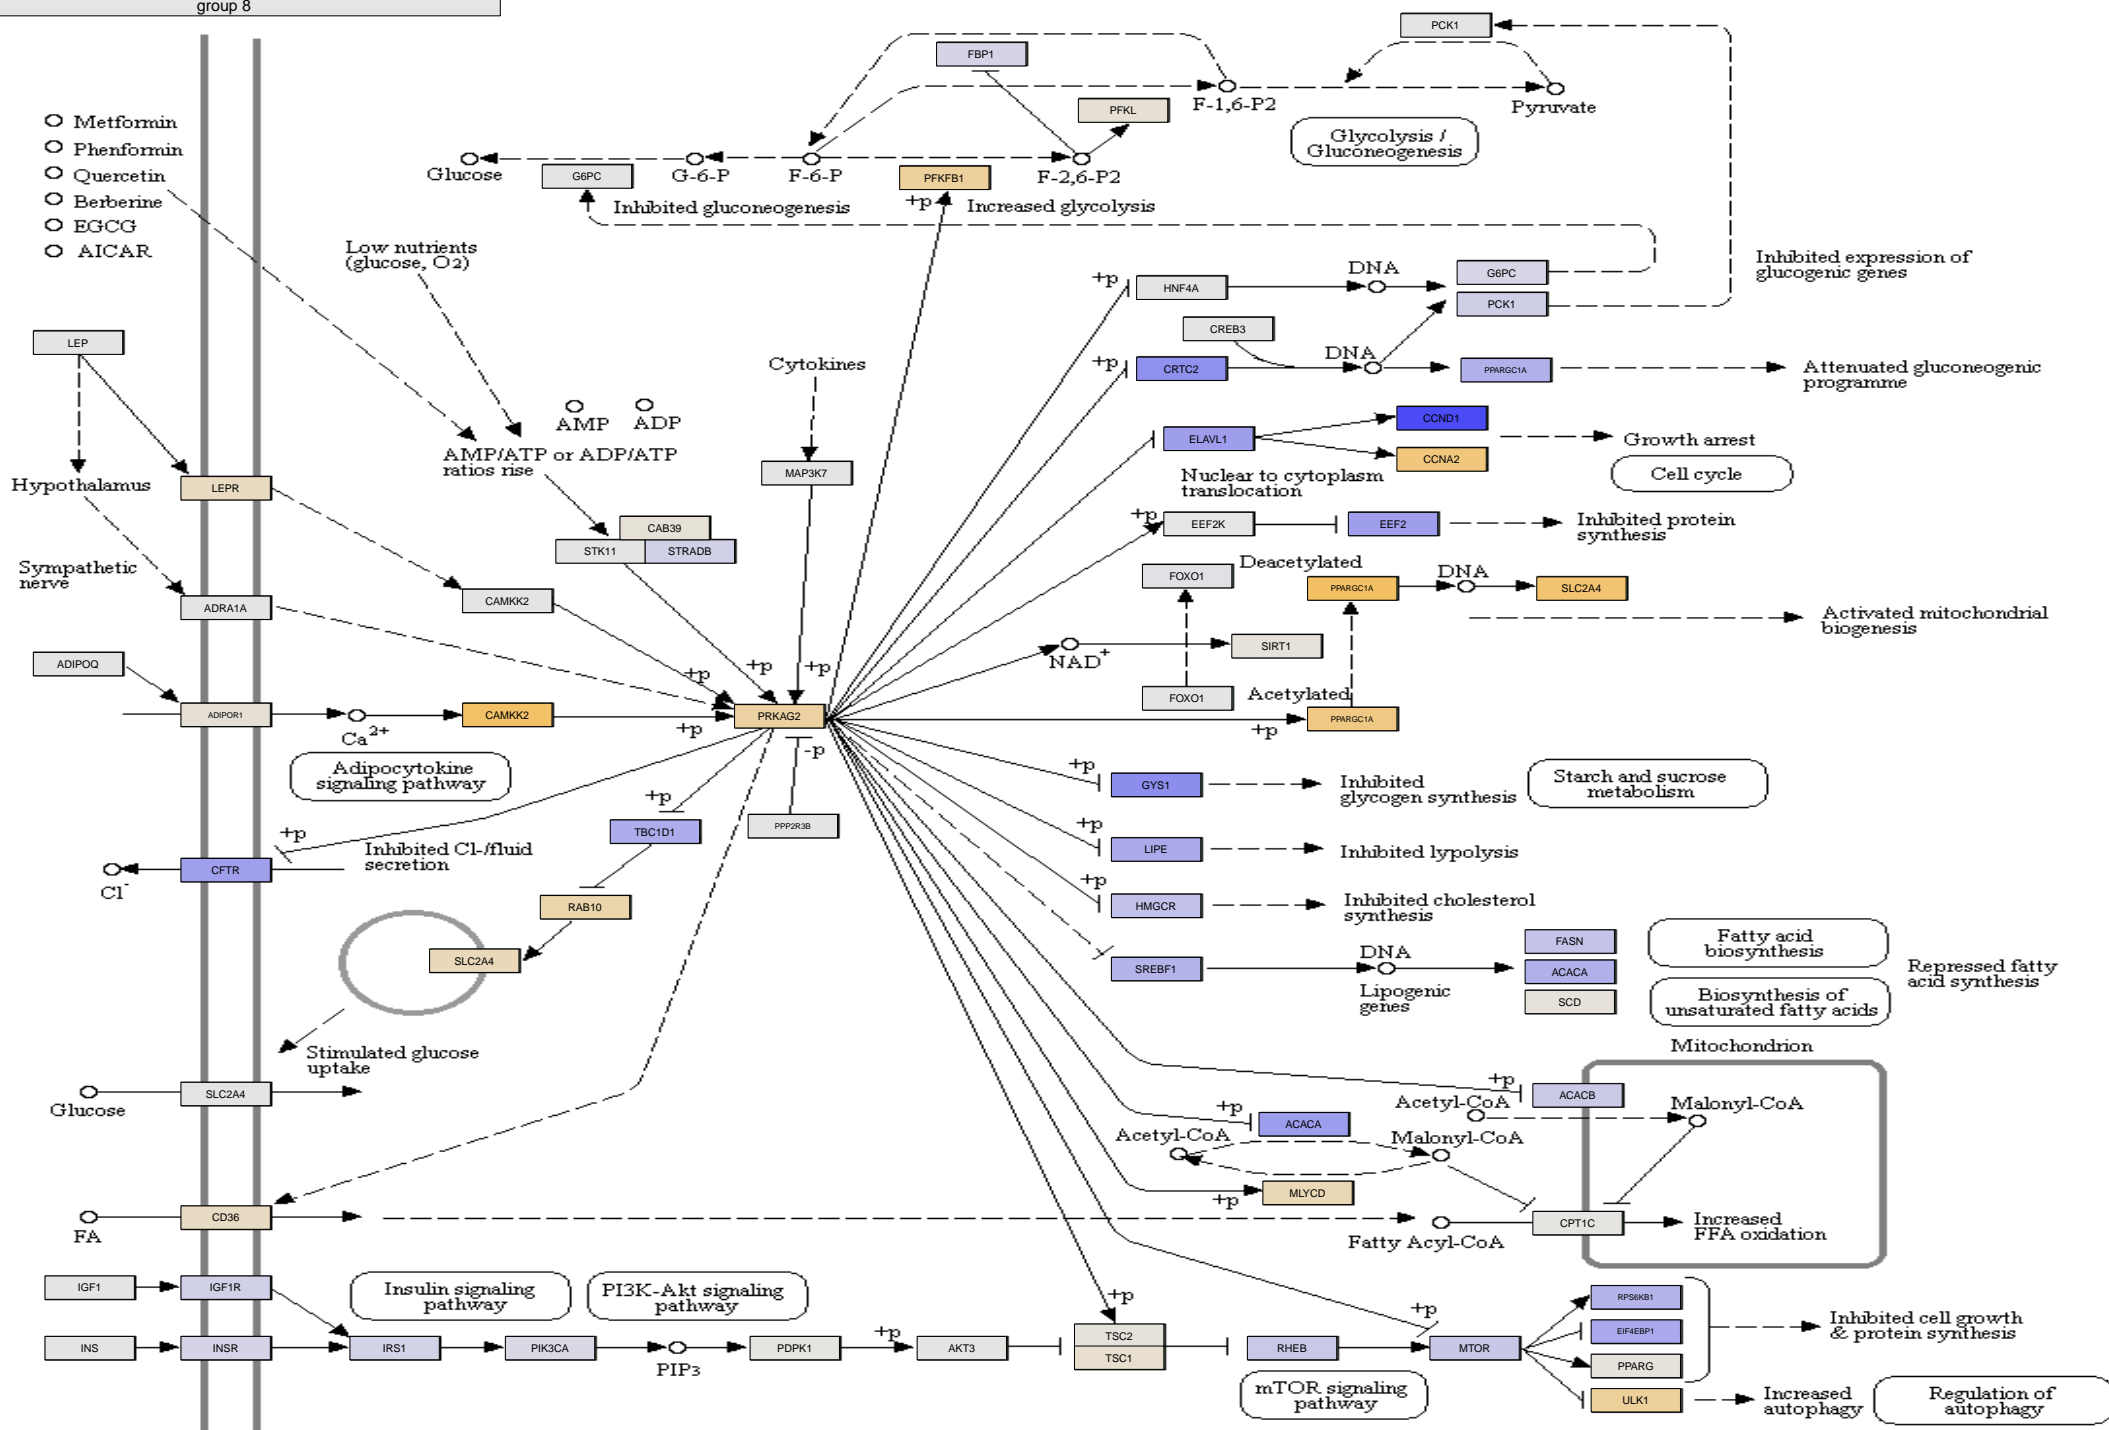 group 8
PCK1
FBP1
F-1,6-P2
Pyruvate
PFKL
Glycolysis /
Gluconeogenesis
Metformin
Phenformin
Quercetin
Berberine
EGCG
AICAR
Glucose
G6PC
G-6-P
F-6-P
PFKFB1
F-2,6-P2
Inhibited gluconeogenesis
+p
Increased glycolysis
Low nutrients
(glucose, O2)
+p
HNF4A
DNA
G6PC
PCK1
Inhibited expression of
glucogenic genes
CREB3
LEP
Cytokines
+p
CRTC2
DNA
PPARGC1A
Attenuated gluconeogenic
programme
AMP
ADP
AMP/ATP or ADP/ATP
ratios rise
MAP3K7
ELAVL1
CCND1
CCNA2
Growth arrest
Cell cycle
Nuclear to cytoplasm
translocation
Hypothalamus
LEPR
CAB39
STK11
STRADB
+p
EEF2K
EEF2
Inhibited protein
synthesis
Sympathetic
nerve
ADRA1A
CAMKK2
FOXO1
Deacetylated
PPARGC1A
DNA
SLC2A4
Activated mitochondrial
biogenesis
ADIPOQ
+p
+p
+p
NAD+
SIRT1
FOXO1
Acetylated
ADIPOR1
Ca2+
CAMKK2
+p
PRKAG2
+p
PPARGC1A
-p
Adipocytokine
signaling pathway
+p
GYS1
Inhibited
glycogen synthesis
Starch and sucrose
metabolism
+p
TBC1D1
PPP2R3B
+p
Inhibited Cl-/fluid
secretion
+p
LIPE
Inhibited lypolysis
Cl-
CFTR
+p
HMGCR
Inhibited cholesterol
synthesis
RAB10
SLC2A4
SREBF1
DNA
Lipogenic
genes
FASN
ACACA
SCD
Fatty acid
biosynthesis
Biosynthesis of
unsaturated fatty acids
Repressed fatty
acid synthesis
Stimulated glucose
uptake
Mitochondrion
Glucose
SLC2A4
+p
ACACB
Acetyl-CoA
Malonyl-CoA
+p
ACACA
Acetyl-CoA
Malonyl-CoA
+p
MLYCD
FA
CD36
Fatty Acyl-CoA
CPT1C
Increased
FFA oxidation
IGF1
IGF1R
Insulin signaling
pathway
PI3K-Akt signaling
pathway
+p
+p
RPS6KB1
EIF4EBP1
PPARG
ULK1
Inhibited cell growth
& protein synthesis
INS
INSR
IRS1
PIK3CA
PIP3
PDPK1
+p
AKT3
TSC2
TSC1
RHEB
MTOR
mTOR signaling
pathway
Increased
autophagy
Regulation of
autophagy